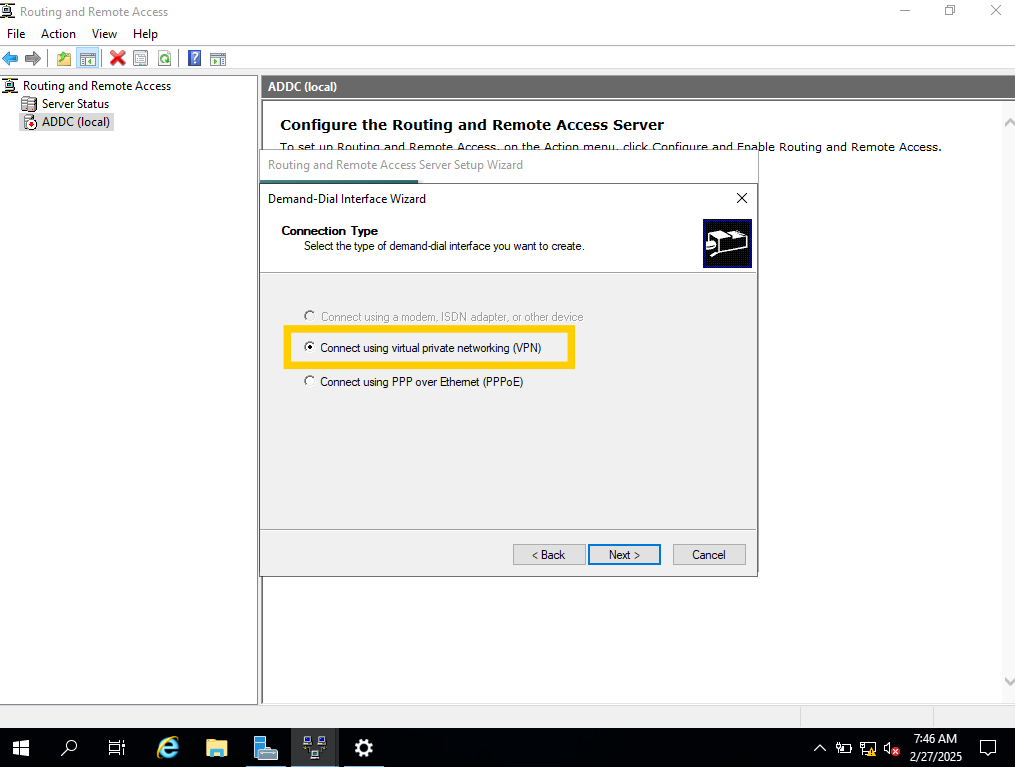 Routing and Remote Access
File Action View Help
Routing and Remote Access
Server Status
ADDC (local)
ADDC (local)
Configure the Routing and Remote Access Server
To set up Routing and Remote Access, on the Action menu, click Configure and Enable Routing and Remote Access.
Routing and Remote Access Server Setup Wizard
Demand-Dial Interface Wizard
Connection Type
Select the type of demand-dial interface you want to create.
Connect using a modem, ISDN adapter, or other device
Connect using virtual private networking (VPN)
Connect using PPP over Ethernet (PPPoE)
< Back Next > Cancel
7:46 AM
2/27/2025